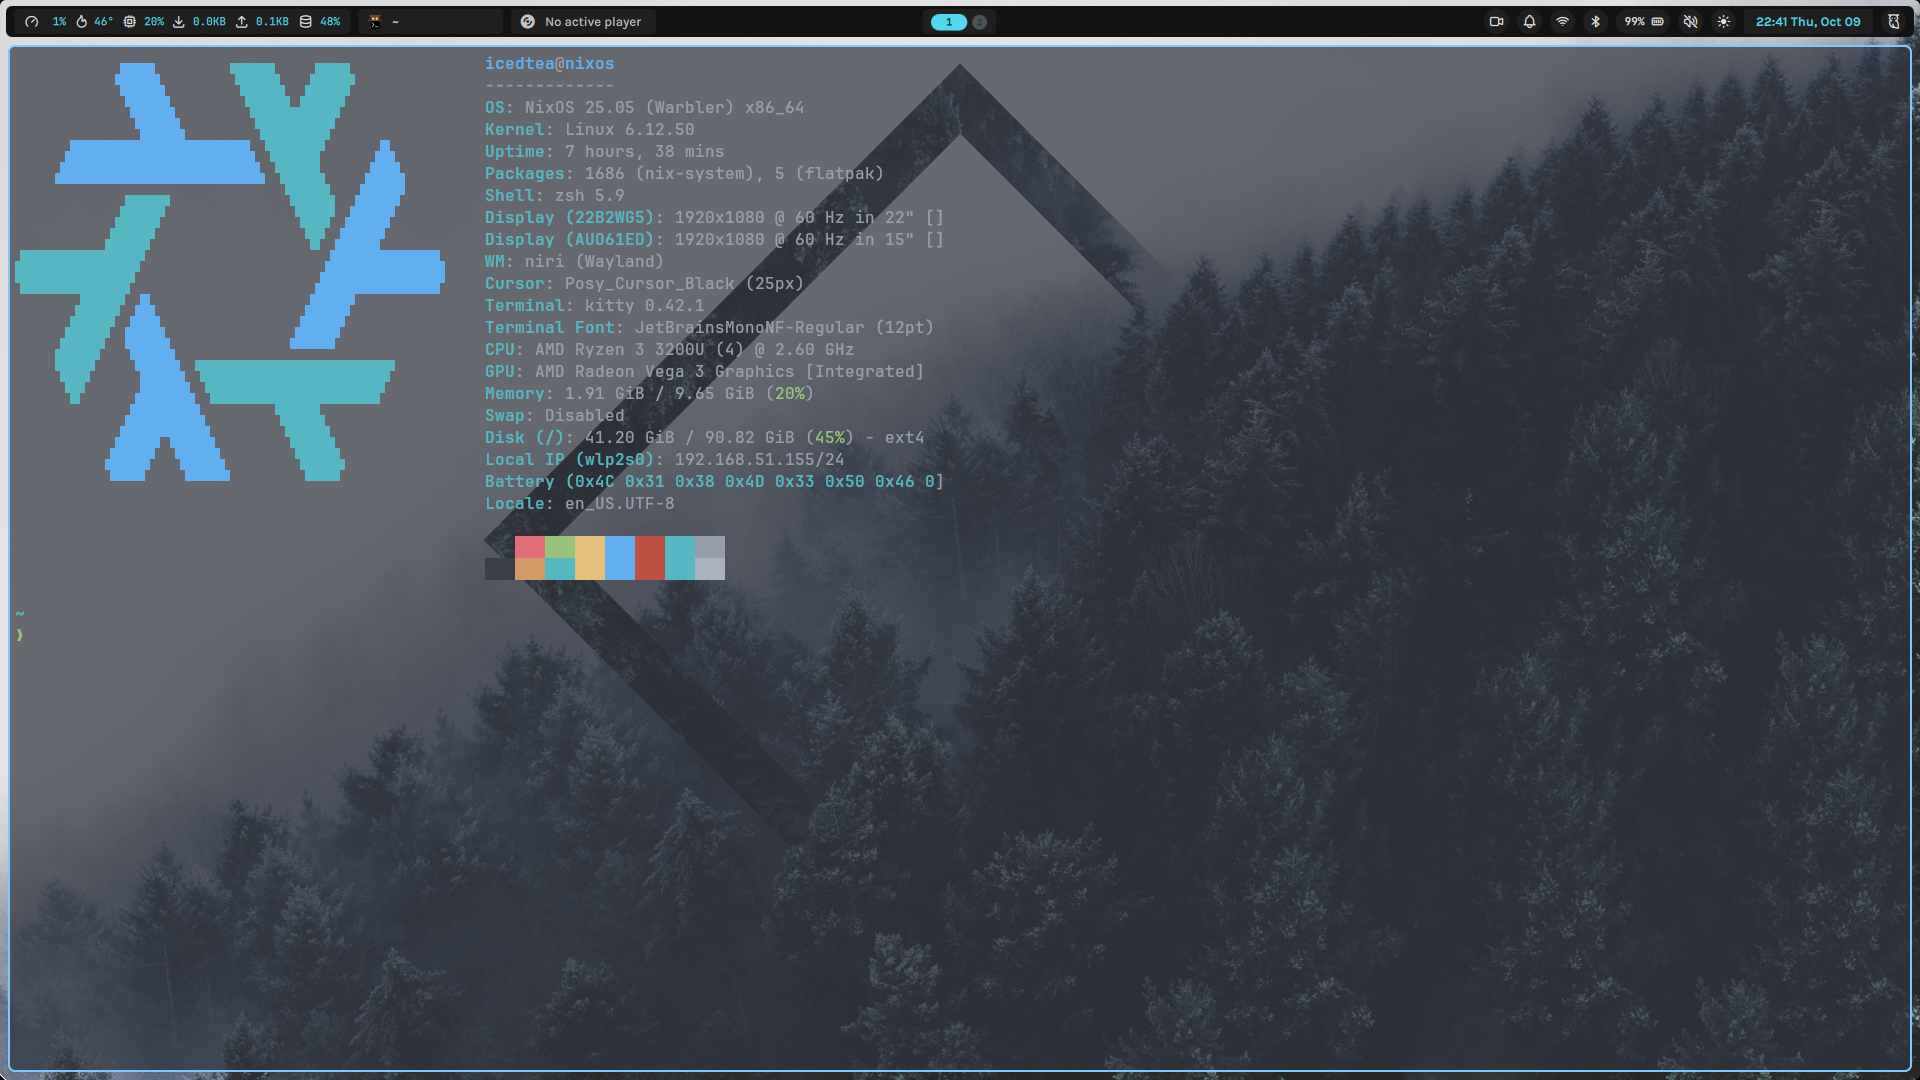 1% 46° 20% 0.0KB 0.1KB 48% ~ No active player 1 2 99% 22:41 Thu, Oct 09
icedtea@nixos
-------------
OS: NixOS 25.05 (Warbler) x86_64
Kernel: Linux 6.12.50
Uptime: 7 hours, 38 mins
Packages: 1686 (nix-system), 5 (flatpak)
Shell: zsh 5.9
Display (22B2WG5): 1920x1080 @ 60 Hz in 22" []
Display (AUO61ED): 1920x1080 @ 60 Hz in 15" []
WM: niri (Wayland)
Cursor: Posy_Cursor_Black (25px)
Terminal: kitty 0.42.1
Terminal Font: JetBrainsMonoNF-Regular (12pt)
CPU: AMD Ryzen 3 3200U (4) @ 2.60 GHz
GPU: AMD Radeon Vega 3 Graphics [Integrated]
Memory: 1.91 GiB / 9.65 GiB (20%)
Swap: Disabled
Disk (/): 41.20 GiB / 90.82 GiB (45%) - ext4
Local IP (wlp2s0): 192.168.51.155/24
Battery (0x4C 0x31 0x38 0x4D 0x33 0x50 0x46 0]
Locale: en_US.UTF-8
~
❯